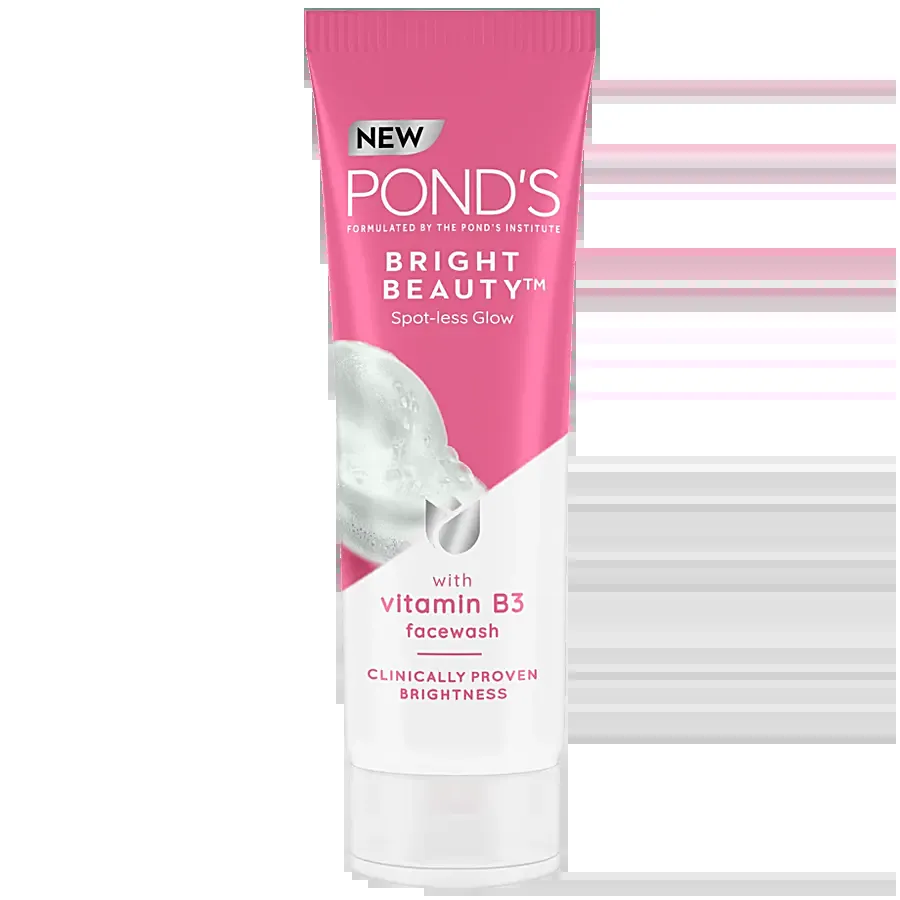 NEW
POND'S
FORMULATED BY THE POND'S INSTITUTE
BRIGHT
BEAUTY™
Spot-less Glow
with
vitamin B3
facewash
CLINICALLY PROVEN
BRIGHTNESS